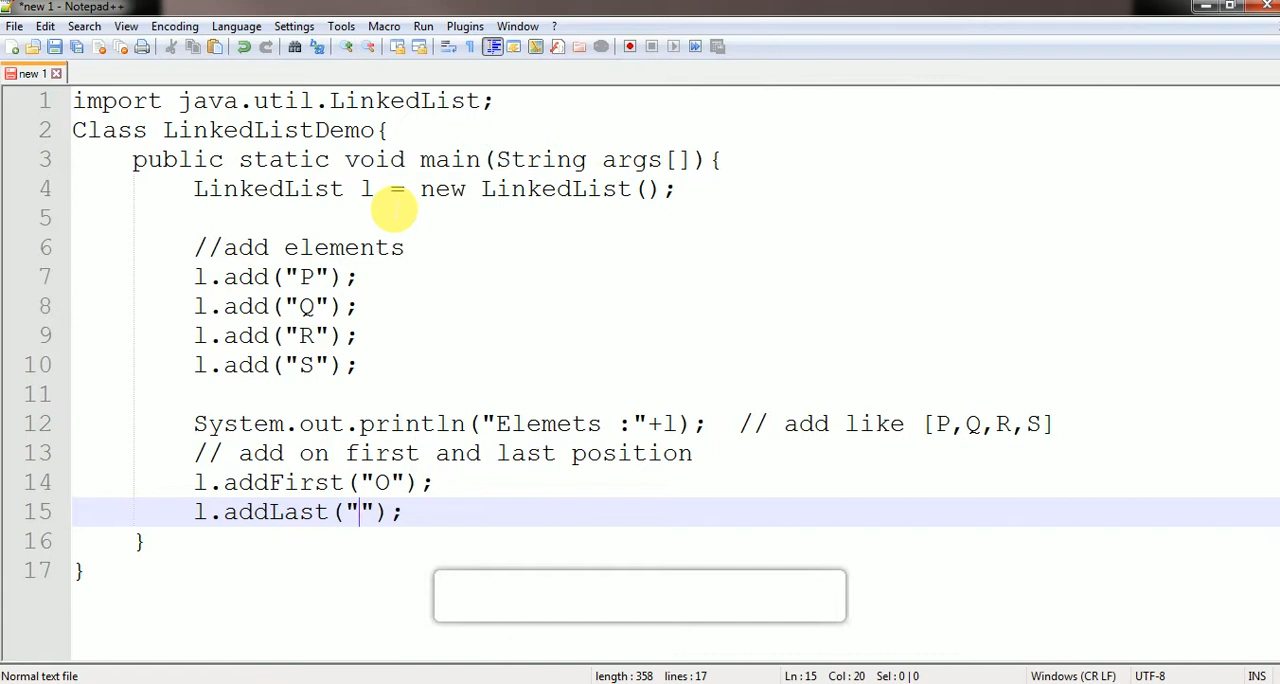 *new 1 - Notepad++
File Edit Search View Encoding Language Settings Tools Macro Run Plugins Window ?
new 1
1 import java.util.LinkedList;
2 Class LinkedListDemo{
3 public static void main(String args[]){
4 LinkedList l = new LinkedList();
5
6 //add elements
7 l.add("P");
8 l.add("Q");
9 l.add("R");
10 l.add("S");
11
12 System.out.println("Elemets :"+l); // add like [P,Q,R,S]
13 // add on first and last position
14 l.addFirst("O");
15 l.addLast("");
16 }
17 }
Normal text file length : 358 lines : 17 Ln : 15 Col : 20 Sel : 0 | 0 Windows (CR LF) UTF-8 INS